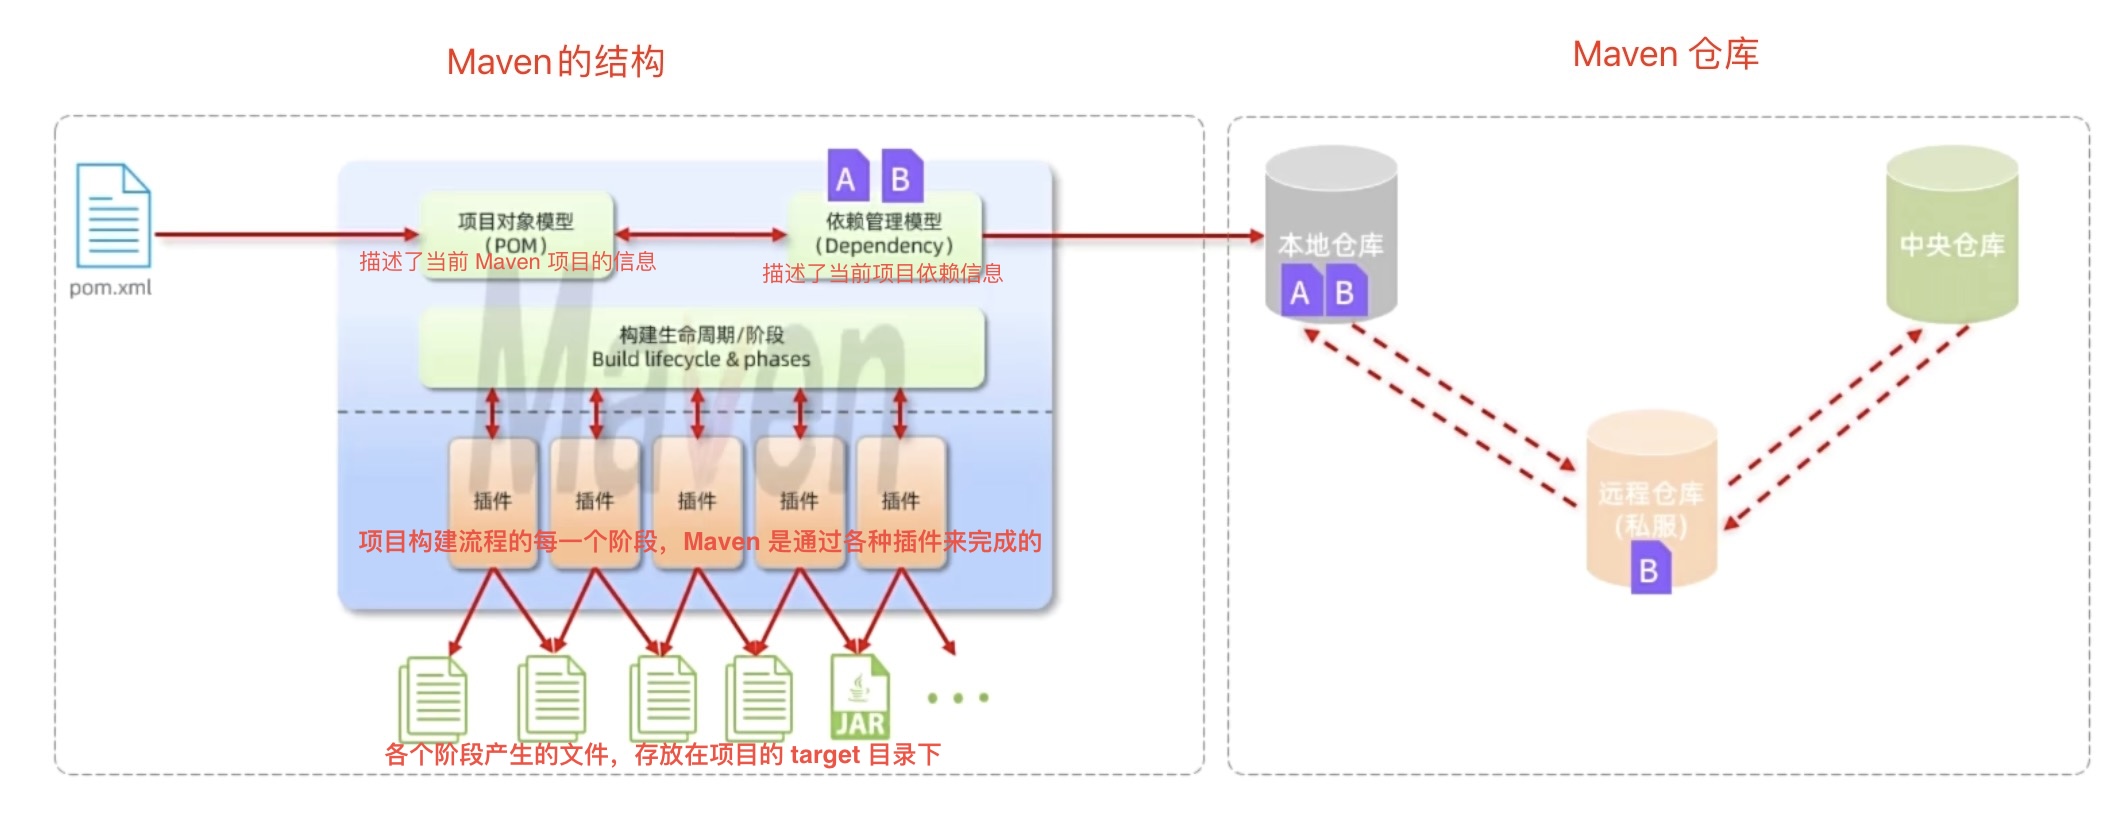 Maven的结构
Maven 仓库
pom.xml
项目对象模型
（POM）
描述了当前 Maven 项目的信息
A
B
依赖管理模型
（Dependency）
描述了当前项目依赖信息
构建生命周期/阶段
Build lifecycle & phases
Maven
插件
插件
插件
插件
插件
项目构建流程的每一个阶段，Maven 是通过各种插件来完成的
JAR
各个阶段产生的文件，存放在项目的 target 目录下
本地仓库
A
B
中央仓库
远程仓库
(私服)
B